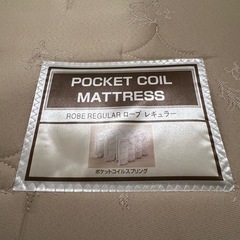 POCKET COIL
MATTRESS
ROBE REGULAR ローブ レギュラー
ポケットコイルスプリング